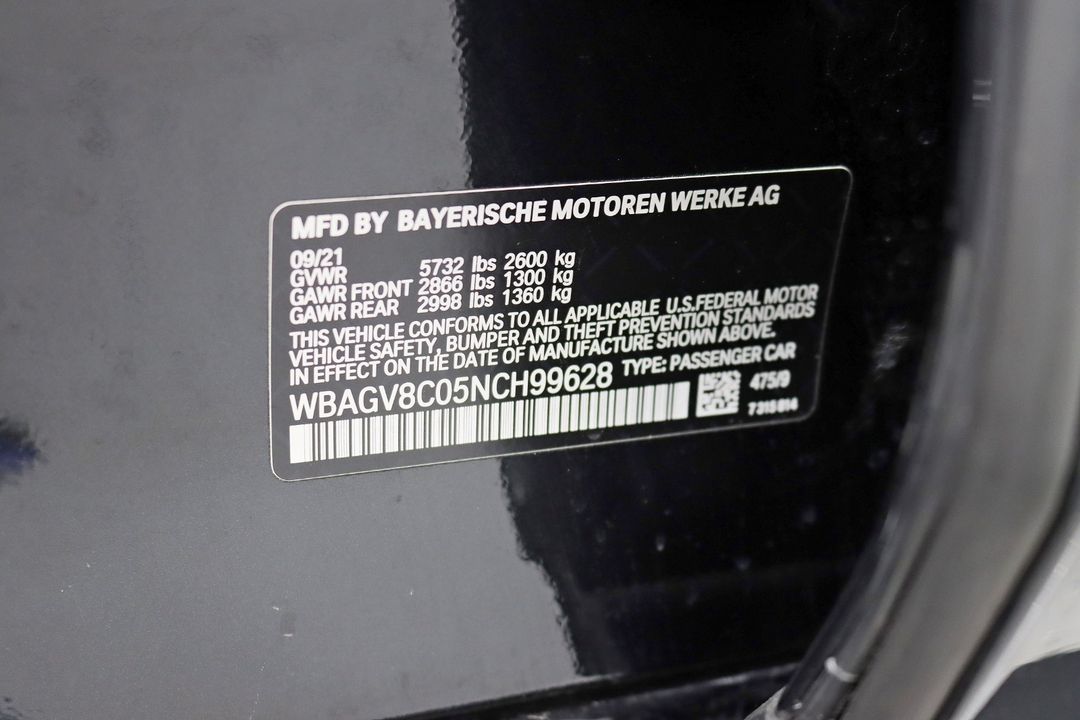 MFD BY BAYERISCHE MOTOREN WERKE AG
09/21
GVWR 5732 lbs 2600 kg
GAWR FRONT 2866 lbs 1300 kg
GAWR REAR 2998 lbs 1360 kg
THIS VEHICLE CONFORMS TO ALL APPLICABLE U.S.FEDERAL MOTOR
VEHICLE SAFETY, BUMPER AND THEFT PREVENTION STANDARDS
IN EFFECT ON THE DATE OF MANUFACTURE SHOWN ABOVE.
WBAGV8C05NCH99628 TYPE: PASSENGER CAR
475/9